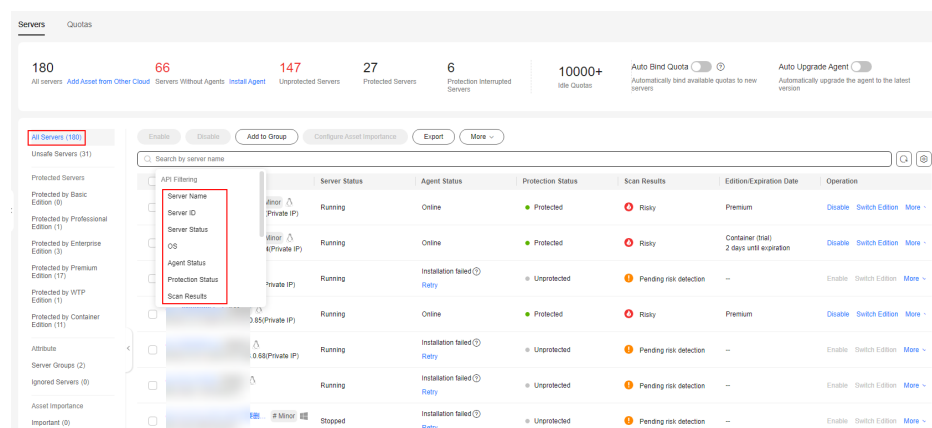 Servers Quotas
180 66 147 27 6 10000+ Auto Bind Quota Auto Upgrade Agent
All servers Add Asset from Other Cloud Servers Without Agents Install Agent Unprotected Servers Protected Servers Protection Interrupted Servers Idle Quotas Automatically bind available quotas to new servers Automatically upgrade the agent to the latest version
All Servers (180)
Unsafe Servers (31)
Protected Servers
Protected by Basic
Edition (0)
Protected by Professional
Edition (1)
Protected by Enterprise
Edition (3)
Protected by Premium
Edition (17)
Protected by WTP
Edition (1)
Protected by Container
Edition (11)
Attribute
Server Groups (2)
Ignored Servers (0)
Asset Importance
Important (0)
Enable Disable Add to Group Configure Asset Importance Export More
Search by server name
API Filtering
Server Name
Server ID
Server Status
OS
Agent Status
Protection Status
Scan Results
Server Status Agent Status Protection Status Scan Results Edition/Expiration Date Operation
Minor
(Private IP) Running Online Protected Risky Premium Disable Switch Edition More
Minor
(Private IP) Running Online Protected Risky Container (trial) Disable Switch Edition More
2 days until expiration
Private IP) Running Installation failed Unprotected Pending risk detection – Enable Switch Edition More
Retry
0.85(Private IP) Running Online Protected Risky Premium Disable Switch Edition More
0.68(Private IP) Running Installation failed Unprotected Pending risk detection – Enable Switch Edition More
Retry
Running Installation failed Unprotected Pending risk detection – Enable Switch Edition More
Retry
# Minor Stopped Installation failed Unprotected Pending risk detection – Enable Switch Edition More
Retry